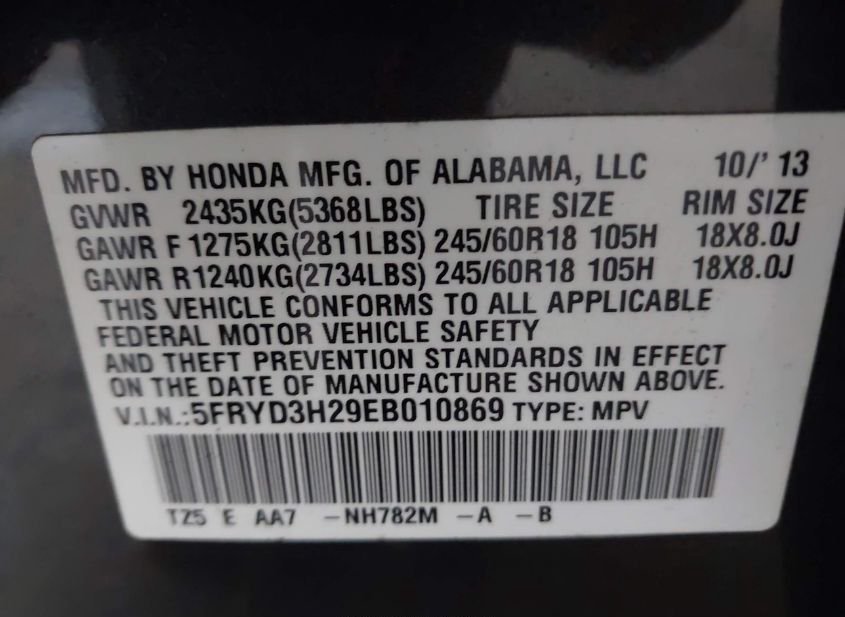 MFD. BY HONDA MFG. OF ALABAMA, LLC 10/' 13
GVWR 2435KG(5368LBS) TIRE SIZE RIM SIZE
GAWR F 1275KG(2811LBS) 245/60R18 105H 18X8.0J
GAWR R1240KG(2734LBS) 245/60R18 105H 18X8.0J
THIS VEHICLE CONFORMS TO ALL APPLICABLE
FEDERAL MOTOR VEHICLE SAFETY
AND THEFT PREVENTION STANDARDS IN EFFECT
ON THE DATE OF MANUFACTURE SHOWN ABOVE.
V.I.N.:5FRYD3H29EB010869 TYPE: MPV
TZ5 E AA7 -NH782M -A -B